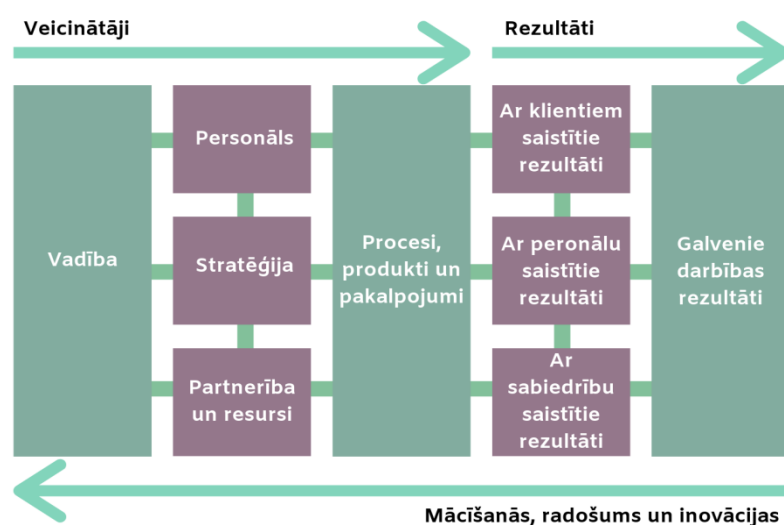 Veicinātāji
Rezultāti
Vadība
Personāls
Stratēģija
Partnerība
un resursi
Procesi,
produkti un
pakalpojumi
Ar klientiem
saistītie
rezultāti
Ar peronālu
saistītie
rezultāti
Ar
sabiedrību
saistītie
rezultāti
Galvenie
darbības
rezultāti
Mācīšanās, radošums un inovācijas